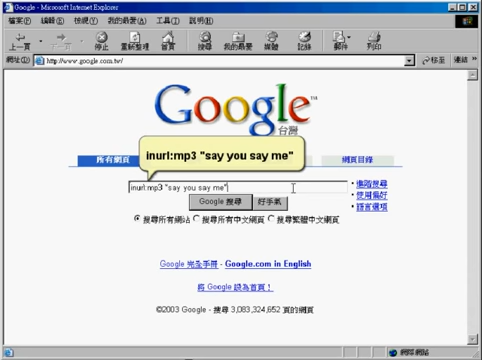 Google - Microsoft Internet Explorer
檔案(F) 編輯(E) 檢視(V) 我的最愛(A) 工具(T) 說明(H)
上一頁 下一頁 停止 重新整理 首頁 搜尋 我的最愛 媒體 記錄 郵件 列印
網址(D) http://www.google.com.tw/ 移至 連結 »
Google
台灣
inurl:mp3 "say you say me"
所有網頁 網頁目錄
inurl:mp3 "say you say me"
Google 搜尋 好手氣
• 進階搜尋
• 使用偏好
• 語言選項
搜尋所有網站 搜尋所有中文網頁 搜尋繁體中文網頁
Google 完全手冊 - Google.com in English
將 Google 設為首頁！
©2003 Google - 搜尋 3,083,324,652 頁的網頁
網際網路